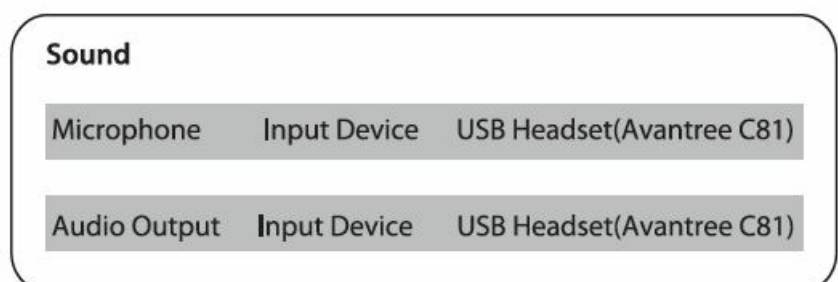 Sound
Microphone Input Device USB Headset(Avantree C81)
Audio Output Input Device USB Headset(Avantree C81)